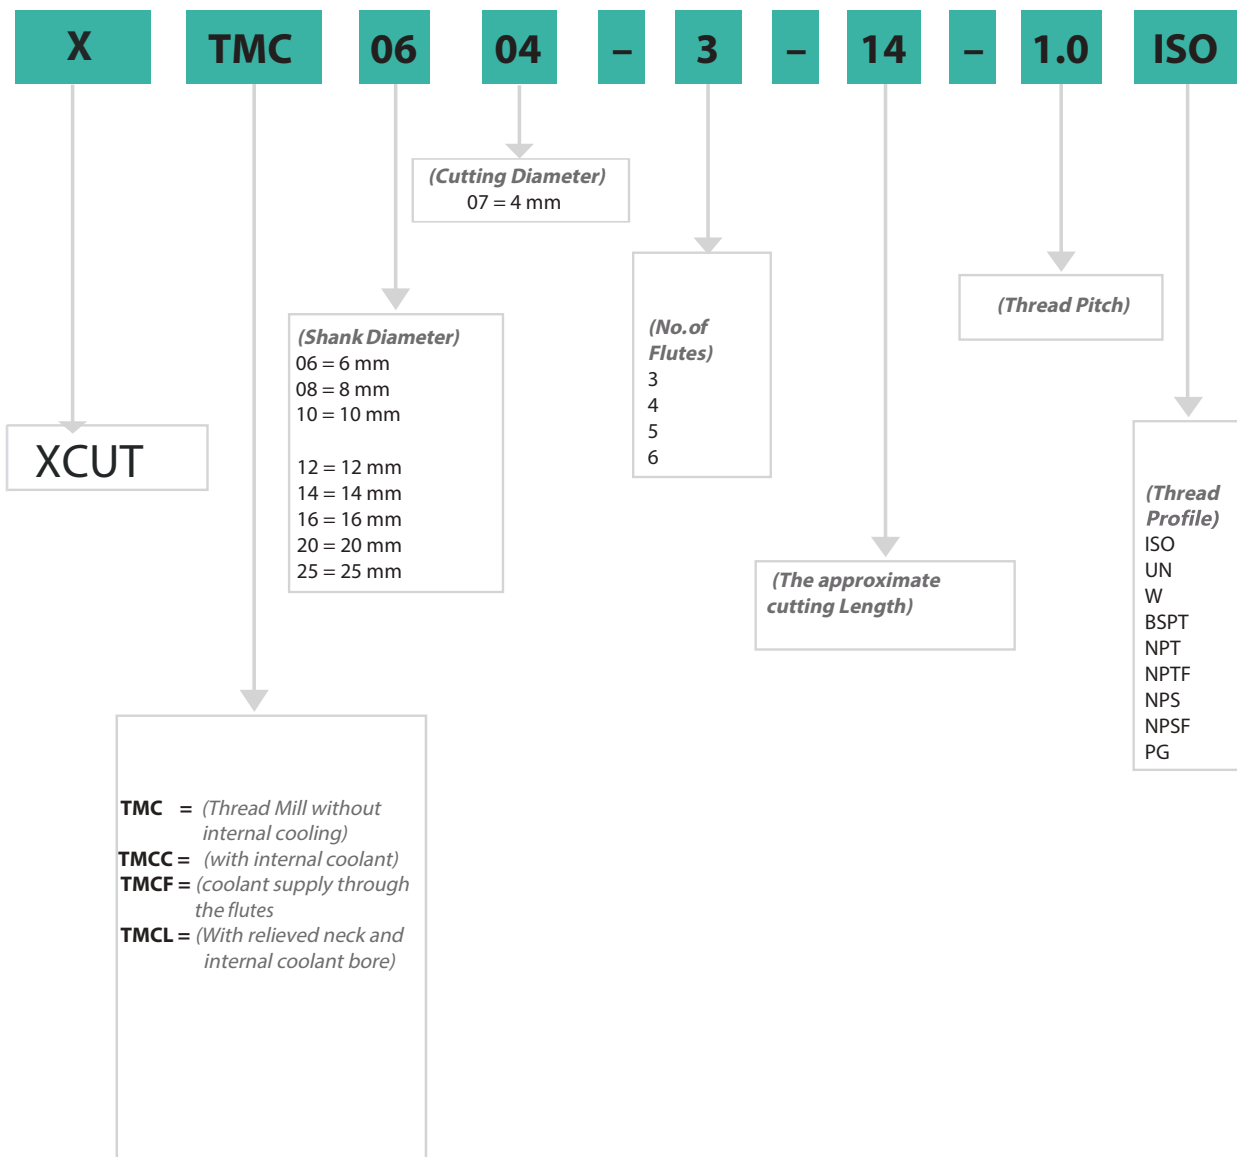 X TMC 06 04 – 3 – 14 – 1.0 ISO
(Cutting Diameter)
07 = 4 mm
(Thread Pitch)
(Shank Diameter)
06 = 6 mm
08 = 8 mm
10 = 10 mm
12 = 12 mm
14 = 14 mm
16 = 16 mm
20 = 20 mm
25 = 25 mm
(No.of
Flutes)
3
4
5
6
XCUT
(Thread
Profile)
ISO
UN
W
BSPT
NPT
NPTF
NPS
NPSF
PG
(The approximate
cutting Length)
TMC = (Thread Mill without
internal cooling)
TMCC = (with internal coolant)
TMCF = (coolant supply through
the flutes
TMCL = (With relieved neck and
internal coolant bore)